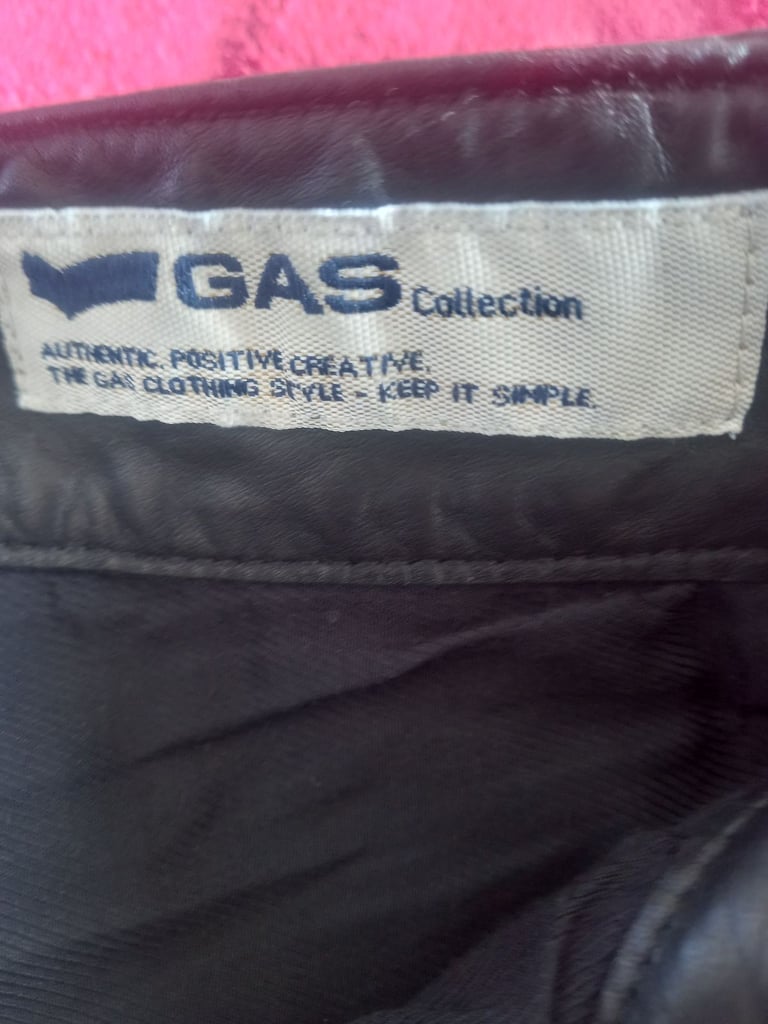 GAS Collection
AUTHENTIC. POSITIVE CREATIVE.
THE GAS CLOTHING STYLE - KEEP IT SIMPLE.